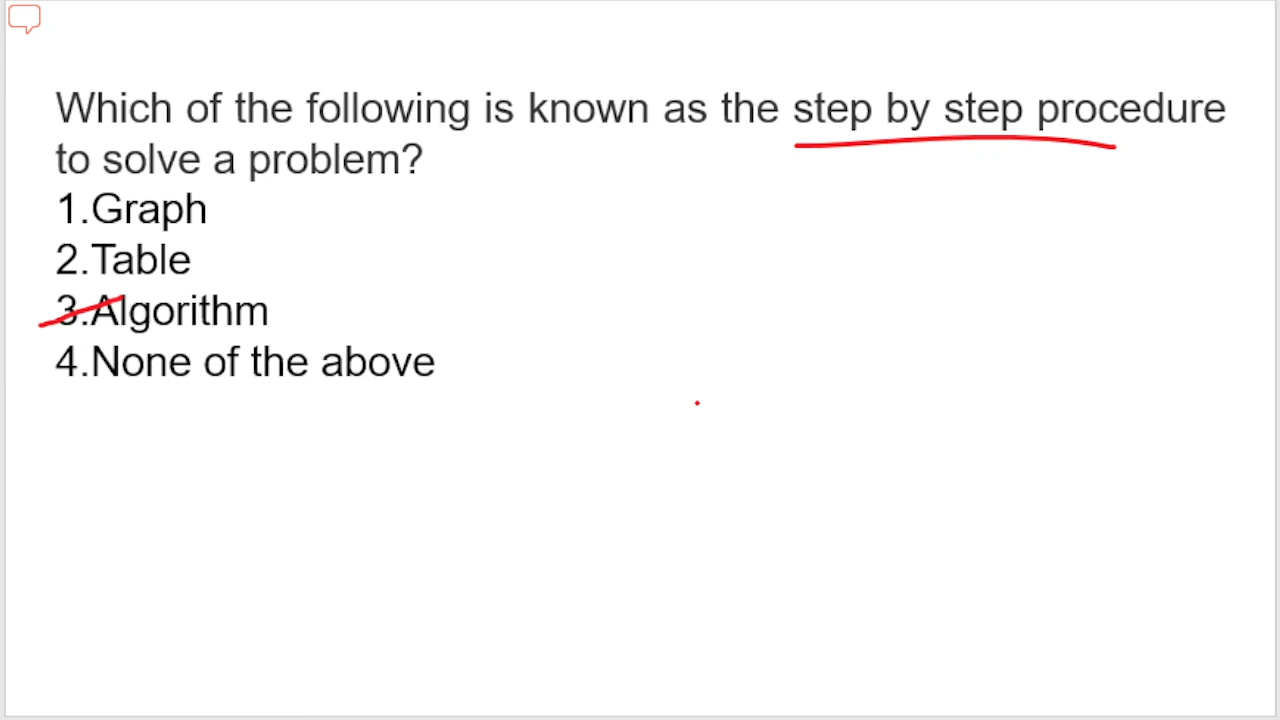 Which of the following is known as the step by step procedure
to solve a problem?
1.Graph
2.Table
3.Algorithm
4.None of the above